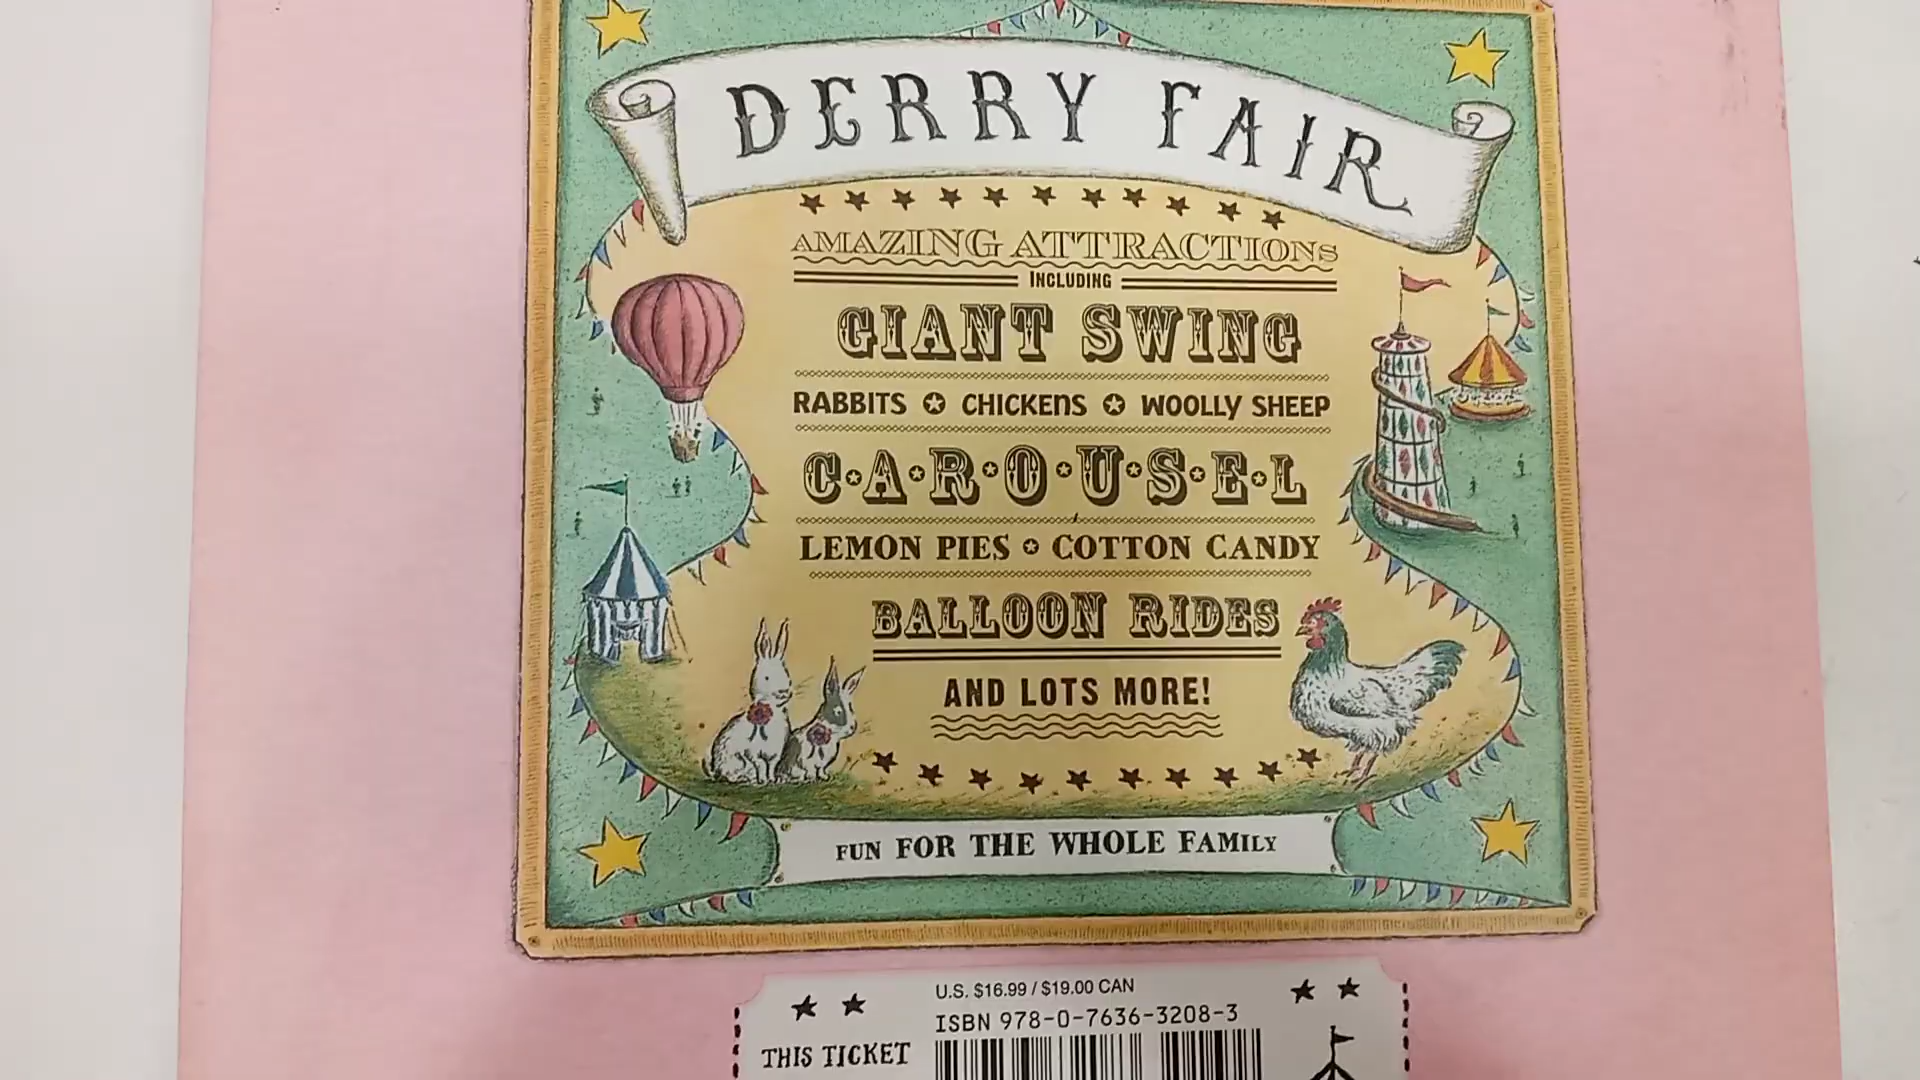 DERRY FAIR
AMAZING ATTRACTIONS
INCLUDING
GIANT SWING
RABBITS ✪ CHICKENS ✪ WOOLLY SHEEP
C★A★R★O★U★S★E★L
LEMON PIES ✪ COTTON CANDY
BALLOON RIDES
AND LOTS MORE!
FUN FOR THE WHOLE FAMILY
U.S. $16.99 / $19.00 CAN
ISBN 978-0-7636-3208-3
THIS TICKET